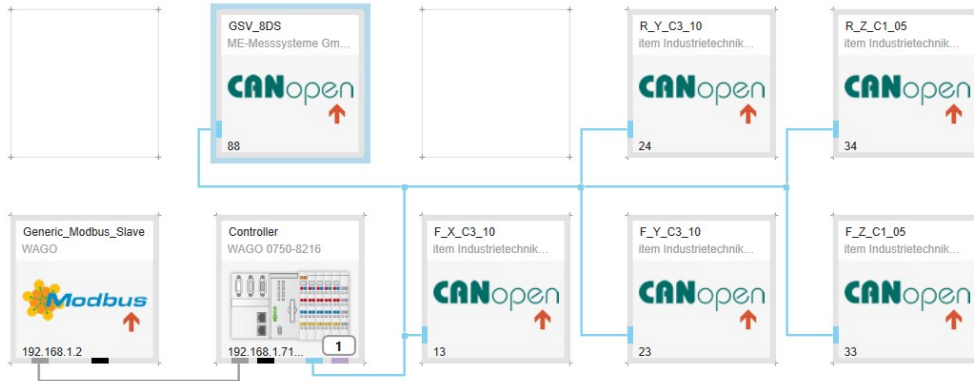 GSV_8DS
ME-Messsysteme Gm...
CANopen
88
R_Y_C3_10
item Industrietechnik...
CANopen
24
R_Z_C1_05
item Industrietechnik...
CANopen
34
Generic_Modbus_Slave
WAGO
Modbus
192.168.1.2
Controller
WAGO 0750-8216
1
192.168.1.71...
F_X_C3_10
item Industrietechnik...
CANopen
13
F_Y_C3_10
item Industrietechnik...
CANopen
23
F_Z_C1_05
item Industrietechnik...
CANopen
33